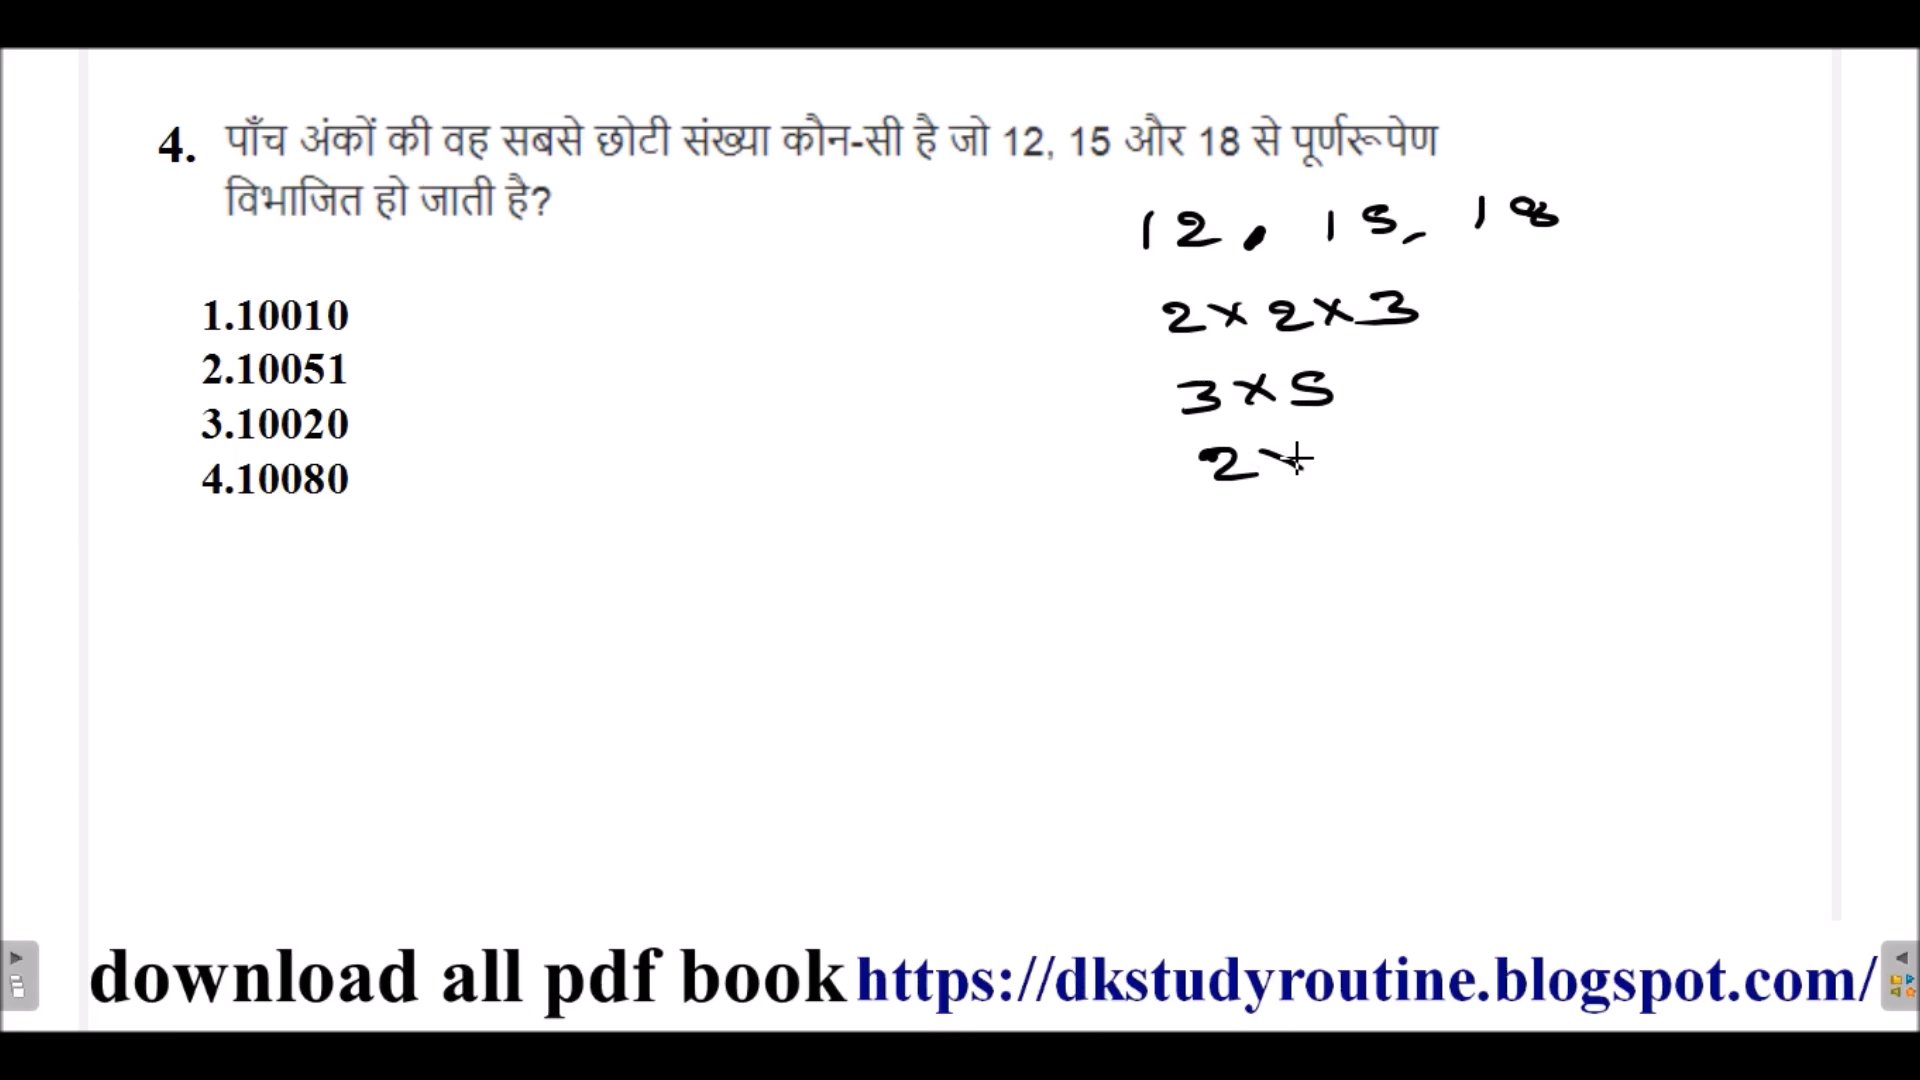 4. पाँच अंकों की वह सबसे छोटी संख्या कौन-सी है जो 12, 15 और 18 से पूर्णरूपेण
विभाजित हो जाती है?
12, 15, 18
1.10010
2×2×3
2.10051
3×5
3.10020
2×
4.10080
download all pdf book https://dkstudyroutine.blogspot.com/